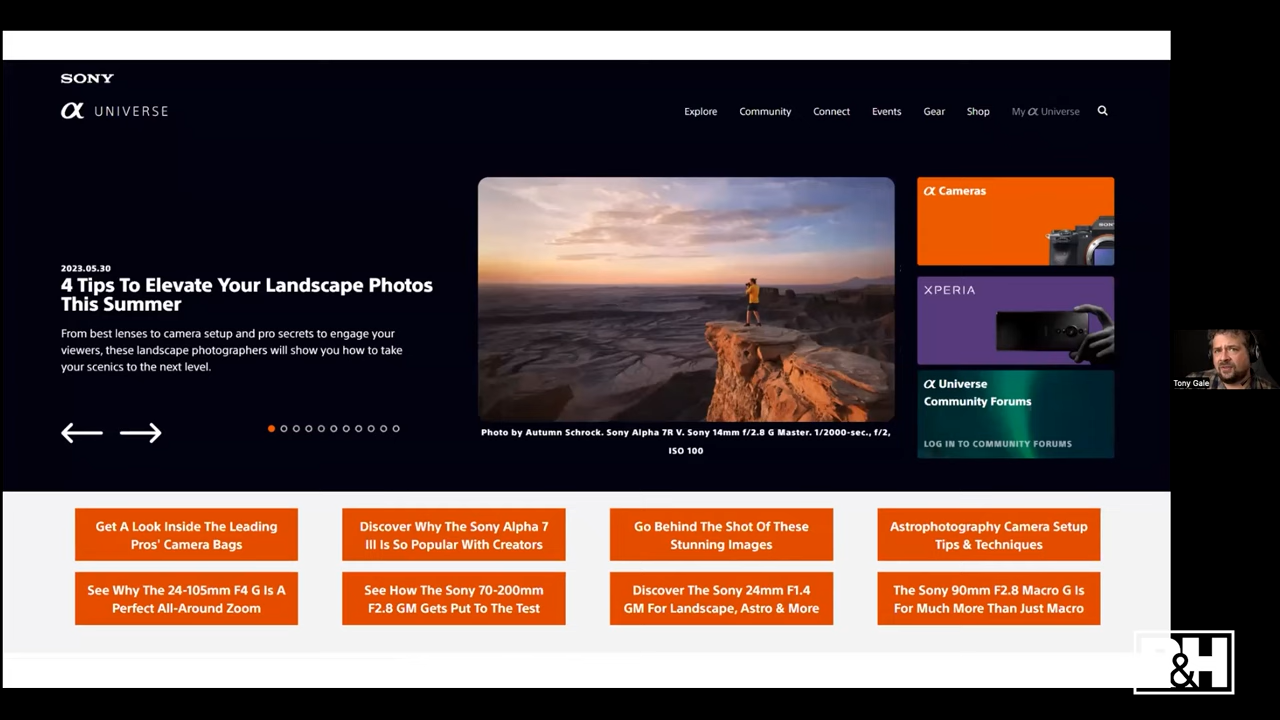 SONY
α UNIVERSE
Explore
Community
Connect
Events
Gear
Shop
My α Universe
2023.05.30
4 Tips To Elevate Your Landscape Photos
This Summer
From best lenses to camera setup and pro secrets to engage your
viewers, these landscape photographers will show you how to take
your scenics to the next level.
Photo by Autumn Schrock. Sony Alpha 7R V. Sony 14mm f/2.8 G Master. 1/2000-sec., f/2,
ISO 100
α Cameras
SONY
XPERIA
α Universe
Community Forums
LOG IN TO COMMUNITY FORUMS
Tony Gale
Get A Look Inside The Leading
Pros' Camera Bags
Discover Why The Sony Alpha 7
III Is So Popular With Creators
Go Behind The Shot Of These
Stunning Images
Astrophotography Camera Setup
Tips & Techniques
See Why The 24-105mm F4 G Is A
Perfect All-Around Zoom
See How The Sony 70-200mm
F2.8 GM Gets Put To The Test
Discover The Sony 24mm F1.4
GM For Landscape, Astro & More
The Sony 90mm F2.8 Macro G Is
For Much More Than Just Macro
B&H